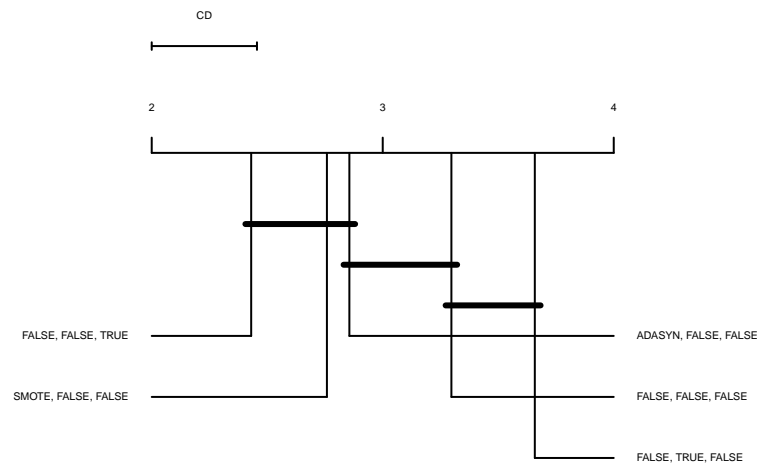 CD
2 3 4
FALSE, FALSE, TRUE
ADASYN, FALSE, FALSE
SMOTE, FALSE, FALSE
FALSE, FALSE, FALSE
FALSE, TRUE, FALSE